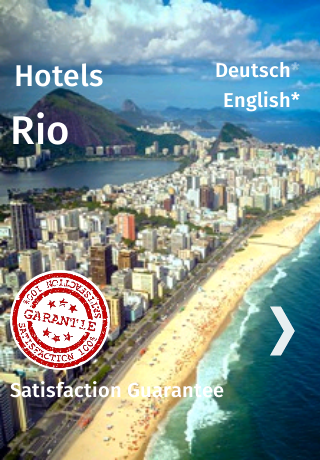 Hotels
Deutsch*
English*
Rio
SATISFACTION 100%
GARANTIE
SATISFACTION 100%
❯
Satisfaction Guarantee